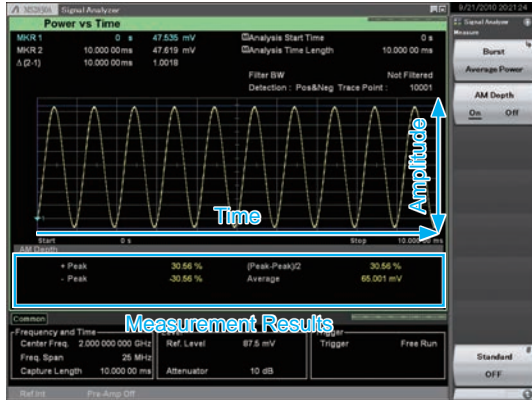 MS2830A Signal Analyzer
9/21/2010 20:21:24
Power vs Time
MKR 1 0 s 47.535 mV
MKR 2 10.000 00 ms 47.619 mV
Δ (2-1) 10.000 00 ms 1.0018
Analysis Start Time 0 s
Analysis Time Length 10.000 00 ms
Filter BW Not Filtered
Detection : Pos&Neg Trace Point : 10001
Amplitude
Time
Start 0 s Stop 10.000 00 ms
AM Depth
+ Peak 30.56 % (Peak-Peak)/2 30.56 %
- Peak -30.56 % Average 65.001 mV
Measurement Results
Common
Frequency and Time
Center Freq. 2.000 000 000 GHz
Freq. Span 25 MHz
Capture Length 10.000 00 ms
Level
Ref. Level 87.5 mV
Attenuator 10 dB
Trigger
Trigger Free Run
Ref.Int Pre-Amp Off
Signal Analyzer
Measure
Burst
Average Power
AM Depth
On Off
Standard
OFF